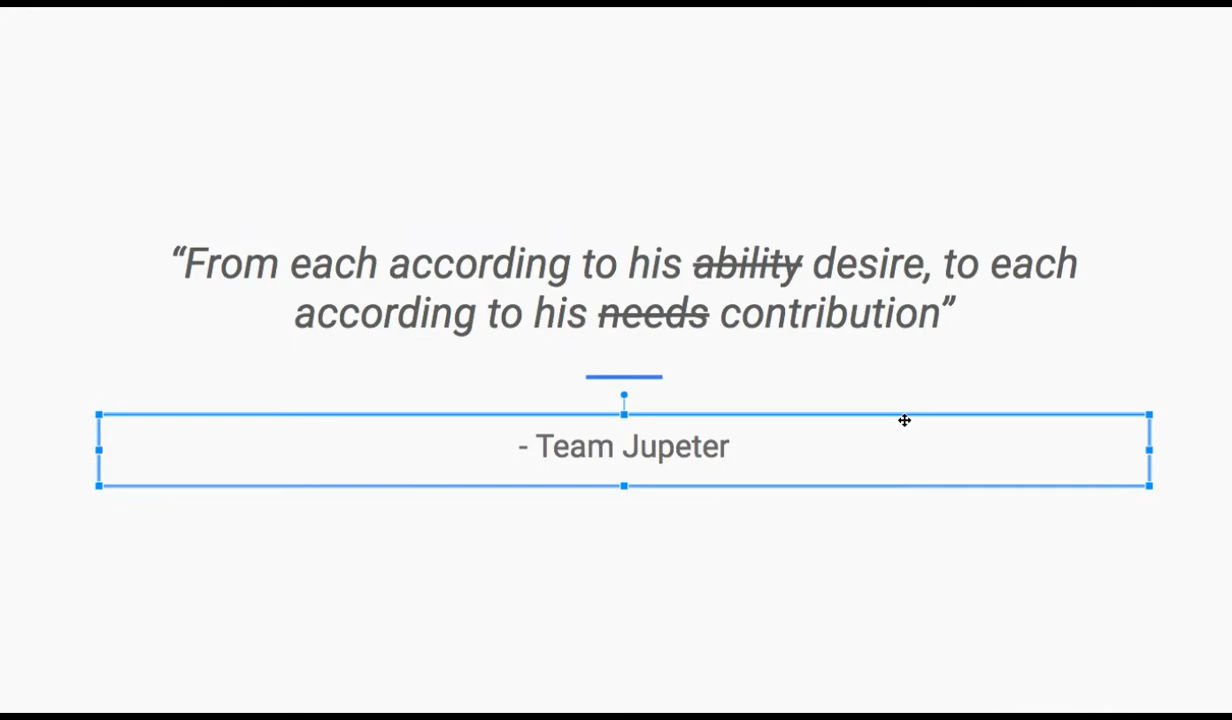 “From each according to his ability desire, to each
according to his needs contribution”
- Team Jupeter